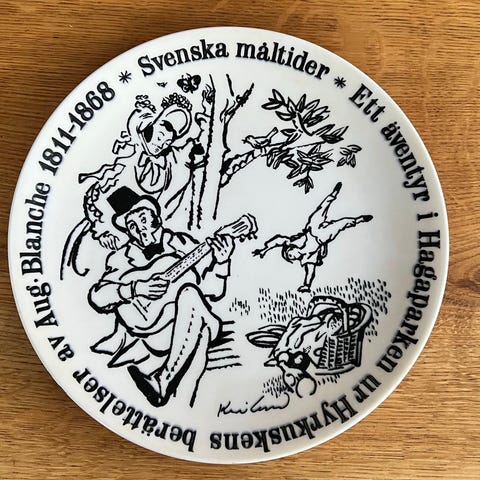 * Svenska måltider * Ett äventyr i Hagaparken ur Hyrkuskens berättelser av Aug. Blanche 1811-1868